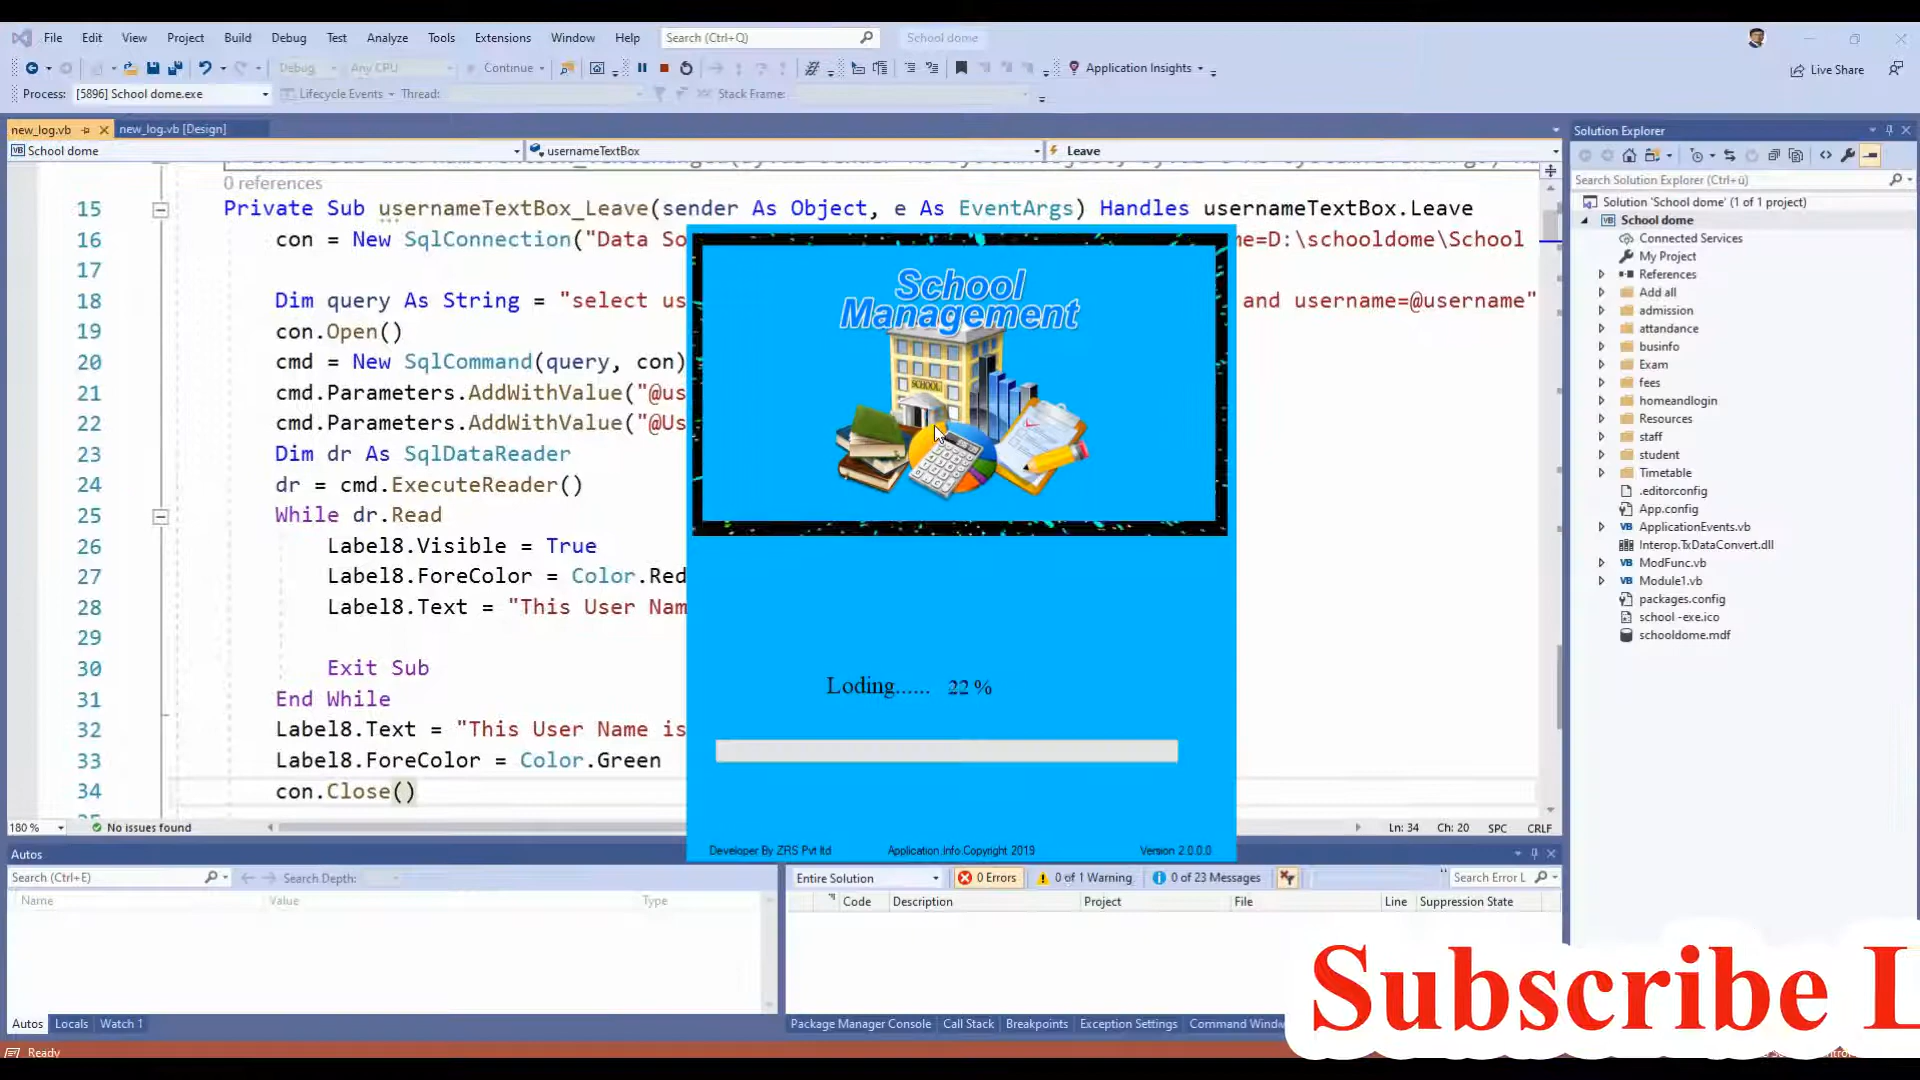 File Edit View Project Build Debug Test Analyze Tools Extensions Window Help Search (Ctrl+Q) School dome
Debug Any CPU Continue Application Insights Live Share
Process: [5896] School dome.exe Lifecycle Events Thread: Stack Frame:
new_log.vb new_log.vb [Design]
School dome usernameTextBox Leave
0 references
15 Private Sub usernameTextBox_Leave(sender As Object, e As EventArgs) Handles usernameTextBox.Leave
16 con = New SqlConnection("Data So me=D:\schooldome\School
17
18 Dim query As String = "select us and username=@username"
19 con.Open()
20 cmd = New SqlCommand(query, con)
21 cmd.Parameters.AddWithValue("@us
22 cmd.Parameters.AddWithValue("@Us
23 Dim dr As SqlDataReader
24 dr = cmd.ExecuteReader()
25 While dr.Read
26 Label8.Visible = True
27 Label8.ForeColor = Color.Red
28 Label8.Text = "This User Nam
29
30 Exit Sub
31 End While
32 Label8.Text = "This User Name is
33 Label8.ForeColor = Color.Green
34 con.Close()
180 % No issues found Ln: 34 Ch: 20 SPC CRLF
School
Management
SCHOOL
Loding...... 22 %
Developer By ZRS Pvt ltd Application.Info.Copyright 2019 Version 2.0.0.0
Solution Explorer
Search Solution Explorer (Ctrl+ü)
Solution 'School dome' (1 of 1 project)
School dome
Connected Services
My Project
References
Add all
admission
attandance
businfo
Exam
fees
homeandlogin
Resources
staff
student
Timetable
.editorconfig
App.config
ApplicationEvents.vb
Interop.TxDataConvert.dll
ModFunc.vb
Module1.vb
packages.config
school -exe.ico
schooldome.mdf
Autos
Search (Ctrl+E) Search Depth:
Name Value Type
Autos Locals Watch 1
Entire Solution 0 Errors 0 of 1 Warning 0 of 23 Messages Search Error L
Code Description Project File Line Suppression State
Package Manager Console Call Stack Breakpoints Exception Settings Command Windo
Ready
Subscribe L